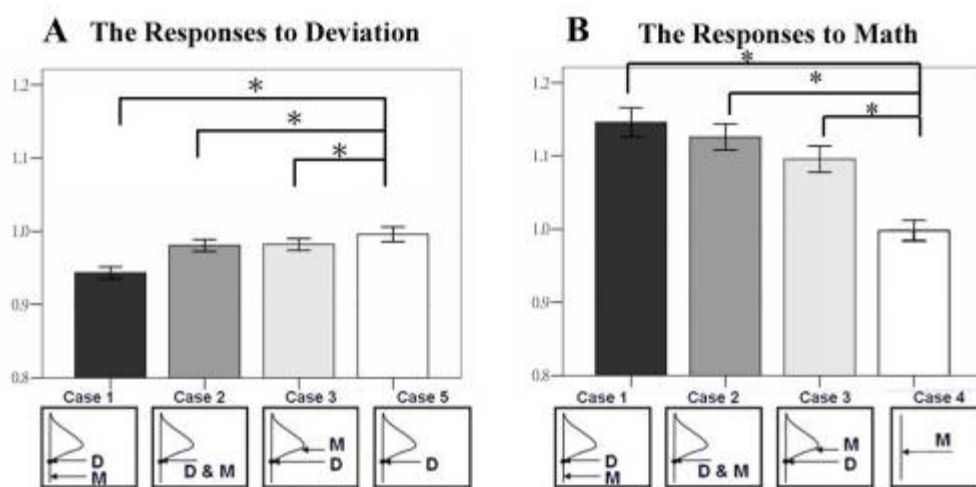 A The Responses to Deviation
1.2
1.1
1.0
0.9
0.8
*
*
*
Case 1 Case 2 Case 3 Case 5
D
M
D & M
M
D
D
B The Responses to Math
1.2
1.1
1.0
0.9
0.8
*
*
*
Case 1 Case 2 Case 3 Case 4
D
M
D & M
M
D
M